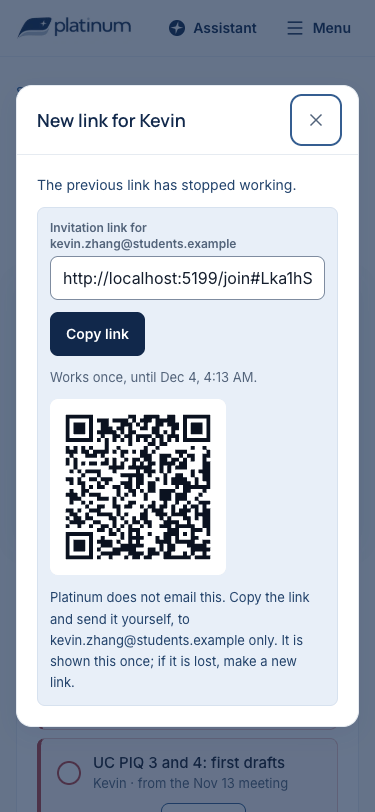 platinum
Assistant
Menu
New link for Kevin
The previous link has stopped working.
Invitation link for
kevin.zhang@students.example
http://localhost:5199/join#Lka1hS
Copy link
Works once, until Dec 4, 4:13 AM.
Platinum does not email this. Copy the link
and send it yourself, to
kevin.zhang@students.example only. It is
shown this once; if it is lost, make a new
link.
UC PIQ 3 and 4: first drafts
Kevin · from the Nov 13 meeting